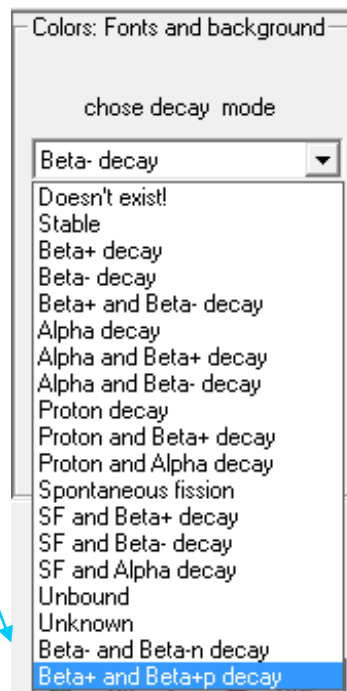 Colors: Fonts and background
chose decay mode
Beta- decay
Doesn't exist!
Stable
Beta+ decay
Beta- decay
Beta+ and Beta- decay
Alpha decay
Alpha and Beta+ decay
Alpha and Beta- decay
Proton decay
Proton and Beta+ decay
Proton and Alpha decay
Spontaneous fission
SF and Beta+ decay
SF and Beta- decay
SF and Alpha decay
Unbound
Unknown
Beta- and Beta-n decay
Beta+ and Beta+p decay